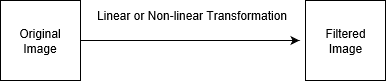 Linear or Non-linear Transformation
Original
Image
Filtered
Image